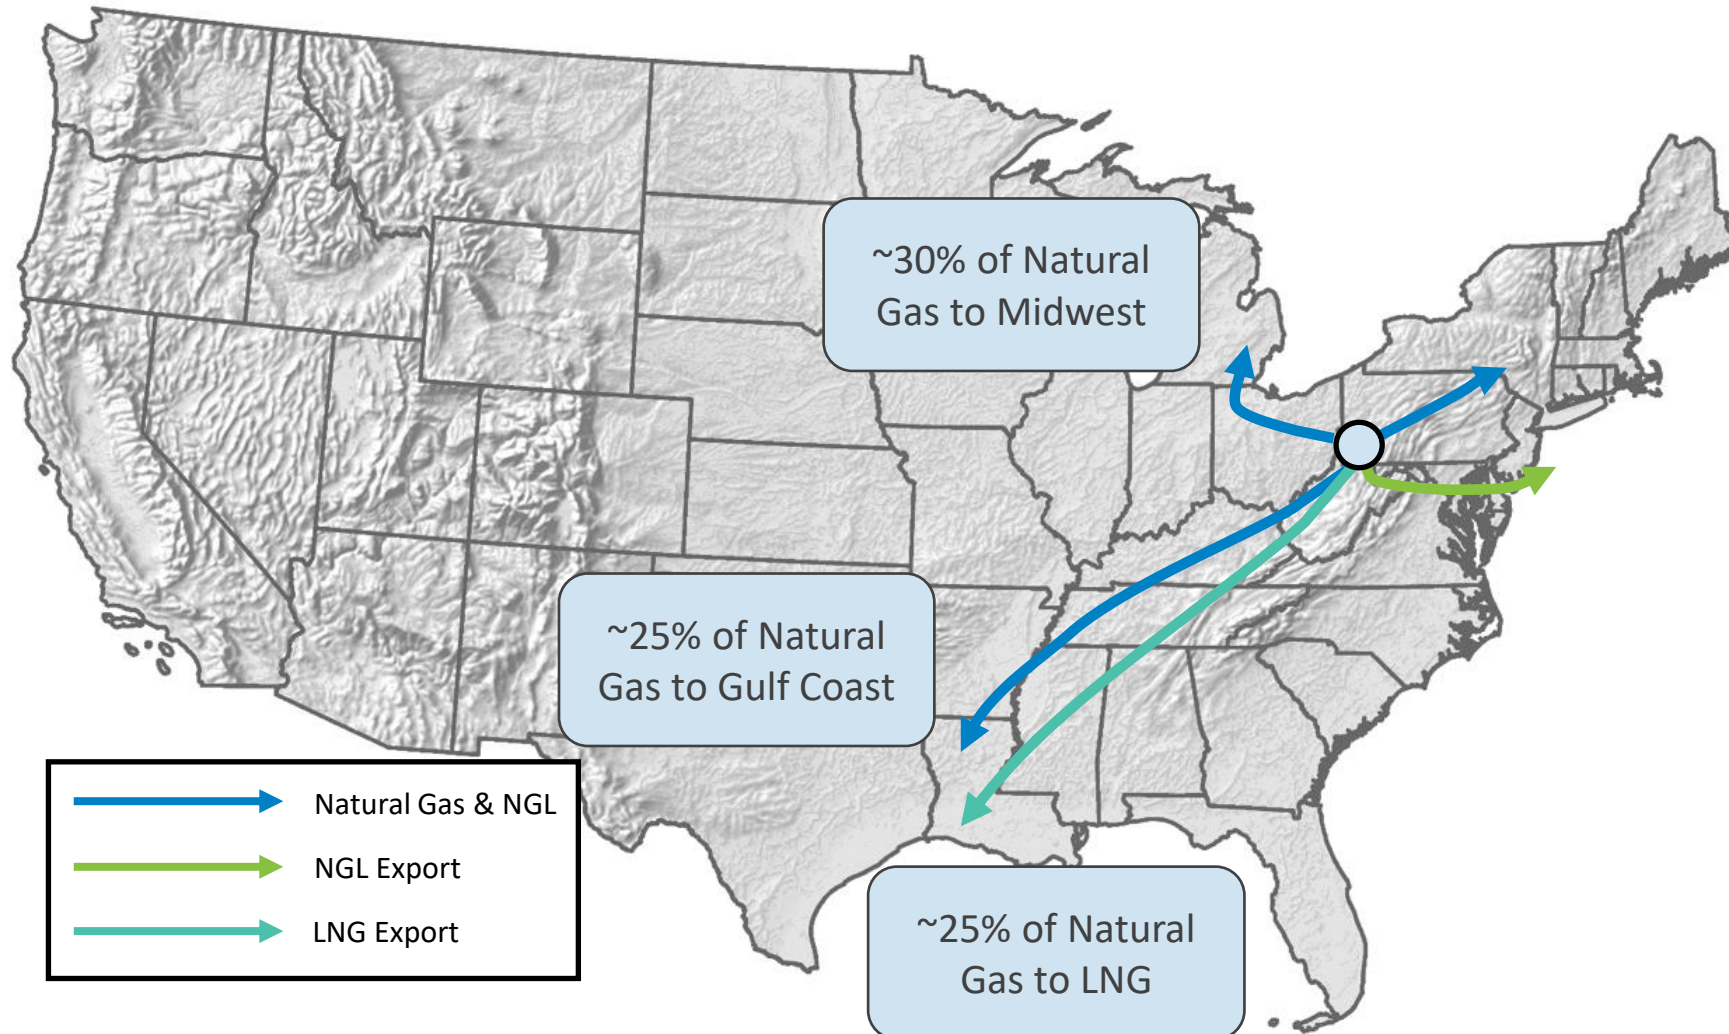 ~30% of Natural
Gas to Midwest
~25% of Natural
Gas to Gulf Coast
Natural Gas & NGL
NGL Export
LNG Export
~25% of Natural
Gas to LNG